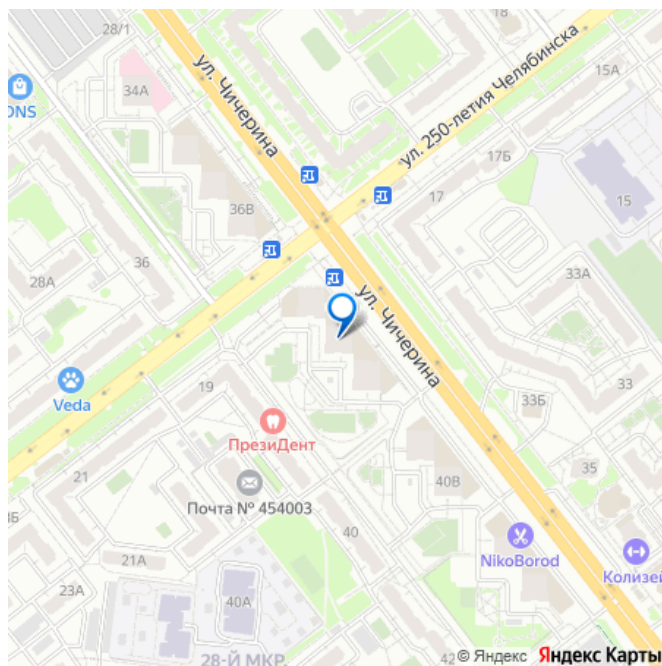 28/1
18
ул. Чичерина
34А
DNS
ул. 250-летия Челябинска
15А
17Б
17
15
36В
36
28А
33А
ул. Чичерина
Veda
19
ПрезиДент
33
33Б
21
Почта № 454003
40В
35
Б
21А
40
NikoBorod
Колизей
23А
40А
28-Й МКР.
42
© Яндекс Яндекс Карты